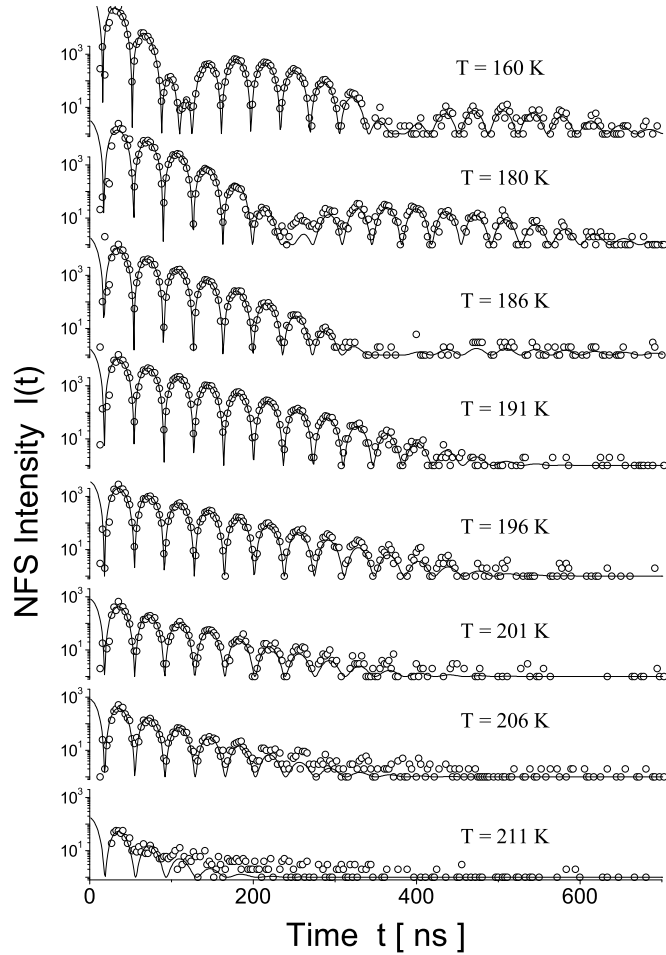 10³
10¹
T = 160 K
10³
10¹
T = 180 K
10³
10¹
T = 186 K
10³
10¹
T = 191 K
10³
10¹
T = 196 K
10³
10¹
T = 201 K
10³
10¹
T = 206 K
10³
10¹
T = 211 K
NFS Intensity I(t)
0 200 400 600
Time t [ ns ]